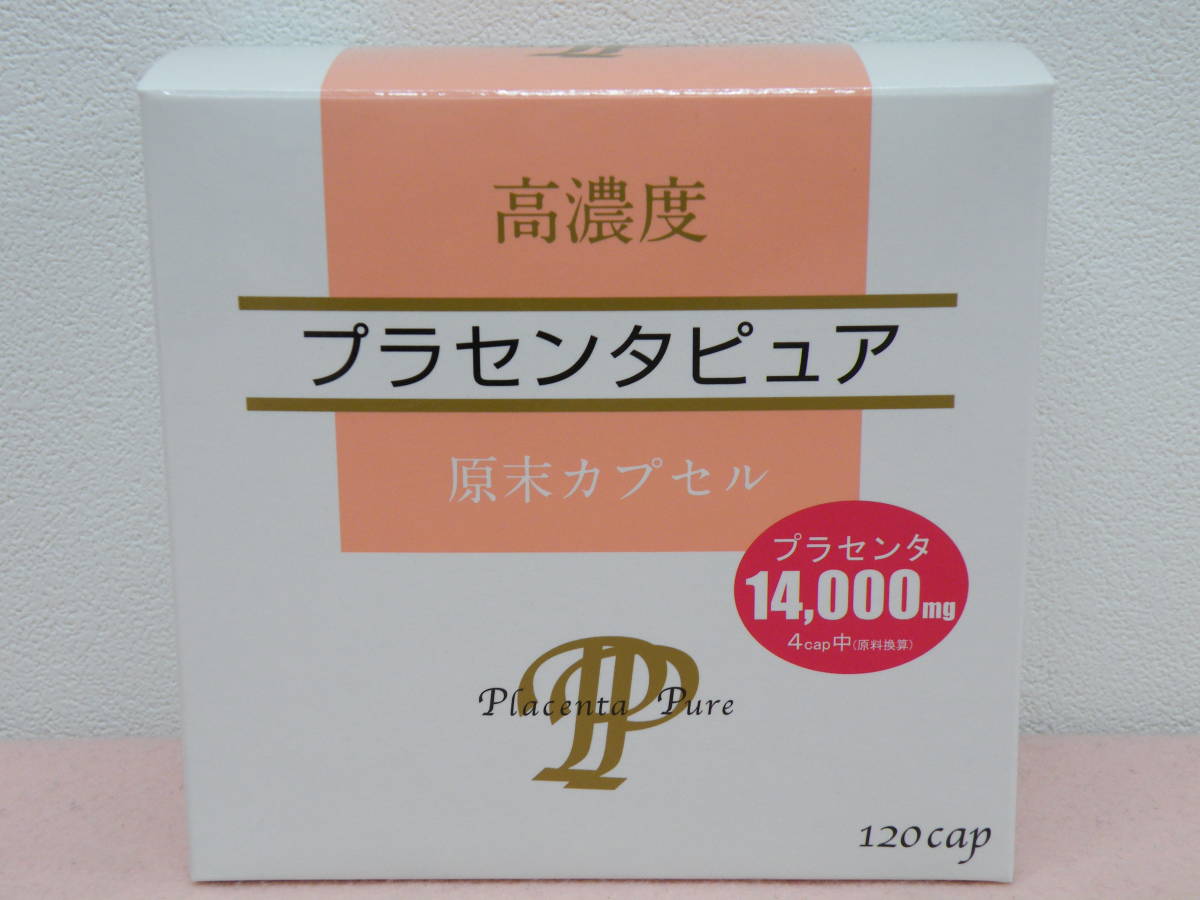 高濃度
プラセンタピュア
原末カプセル
プラセンタ
14,000mg
4cap中(原料換算)
PP
Placenta Pure
120cap